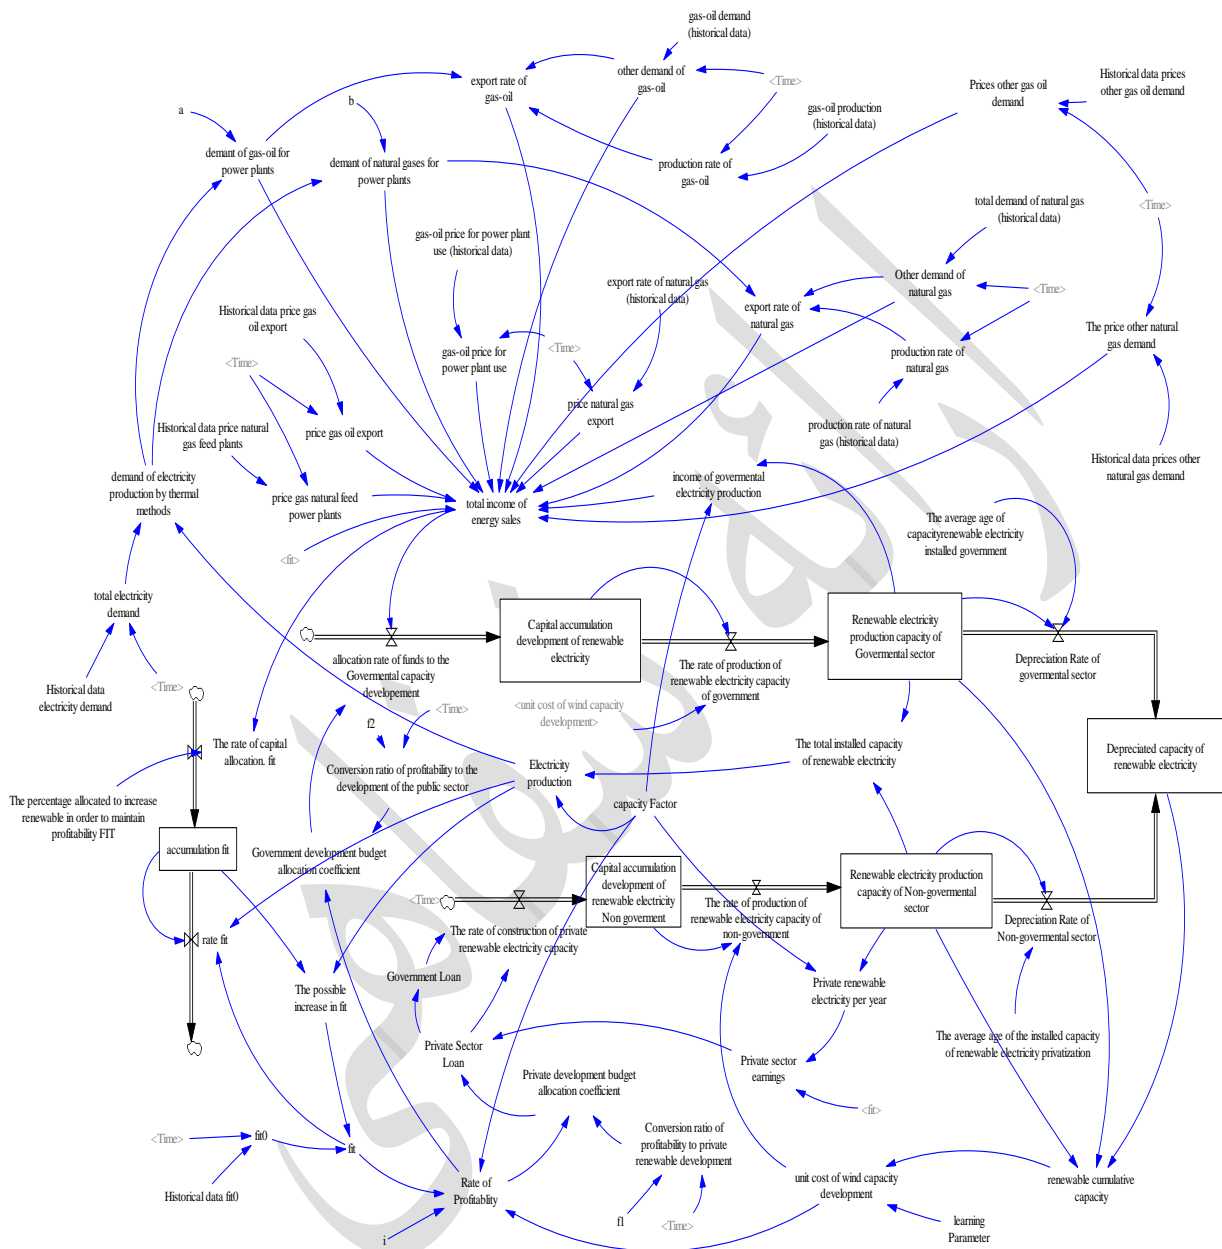 gas-oil demand
(historical data)
other demand of
gas-oil
<Time>
export rate of
gas-oil
Prices other gas oil
demand
Historical data prices
other gas oil demand
a
b
gas-oil production
(historical data)
demant of gas-oil for
power plants
demant of natural gases for
power plants
production rate of
gas-oil
<Time>
total demand of natural gas
(historical data)
gas-oil price for power plant
use (historical data)
export rate of natural gas
(historical data)
Other demand of
natural gas
<Time>
Historical data price gas
oil export
export rate of
natural gas
The price other natural
gas demand
<Time>
gas-oil price for
power plant use
<Time>
production rate of
natural gas
price natural gas
export
Historical data price natural
gas feed plants
price gas oil export
production rate of natural
gas (historical data)
Historical data prices other
natural gas demand
demand of electricity
production by thermal
methods
price gas natural feed
power plants
total income of
energy sales
income of govermental
electricity production
The average age of
capacityrenewable electricity
installed government
<fit>
total electricity
demand
Capital accumulation
development of renewable
electricity
Renewable electricity
production capacity of
Govermental sector
allocation rate of funds to the
Govermental capacity
developement
The rate of production of
renewable electricity capacity
of government
Depreciation Rate of
govermental sector
Historical data
electricity demand
<Time>
<unit cost of wind capacity
development>
f2
<Time>
The rate of capital
allocation. fit
The total installed capacity
of renewable electricity
Depreciated capacity of
renewable electricity
Conversion ratio of profitability to the
development of the public sector
Electricity
production
capacity Factor
The percentage allocated to increase
renewable in order to maintain
profitability FIT
accumulation fit
Government development budget
allocation coefficient
Capital accumulation
development of
renewable electricity
Non goverment
Renewable electricity production
capacity of Non-govermental
sector
<Time>
The rate of construction of private
renewable electricity capacity
The rate of production of
renewable electricity capacity of
non-government
Depreciation Rate of
Non-govermental sector
rate fit
Government Loan
The possible
increase in fit
Private renewable
electricity per year
Private Sector
Loan
The average age of the installed capacity
of renewable electricity privatization
Private sector
earnings
Private development budget
allocation coefficient
<fit>
Conversion ratio of
profitability to private
renewable development
<Time>
fit0
fit
Historical data fit0
Rate of
Profitablity
unit cost of wind capacity
development
renewable cumulative
capacity
f1
<Time>
learning
Parameter
i